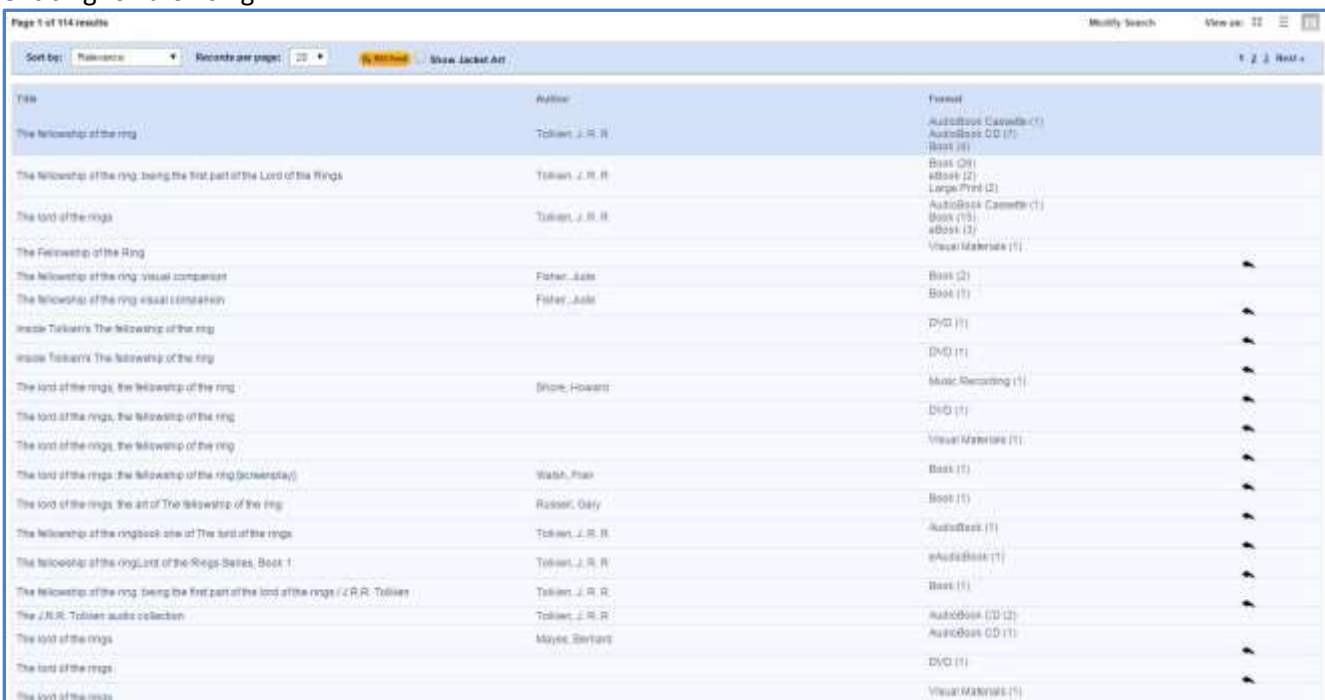 Page 1 of 114 results Modify Search View as:
Sort by: Relevance Records per page: 20 Show Jacket Art 1 2 3 Next »
Title Author Format
The fellowship of the ring Tolkien, J. R. R. AudioBook Cassette (1)
AudioBook CD (7)
Book
The fellowship of the ring: being the first part of the Lord of the Rings Tolkien, J. R. R. Book
eBook (2)
Large Print (2)
The lord of the rings Tolkien, J. R. R. AudioBook Cassette (1)
Book (15)
eBook (3)
The Fellowship of the Ring Visual Materials (1)
The fellowship of the ring :visual companion Fisher, Jude Book (2)
The fellowship of the ring visual companion Fisher, Jude Book (1)
Inside Tolkien's The fellowship of the ring DVD (1)
Inside Tolkien's The fellowship of the ring DVD (1)
The lord of the rings, the fellowship of the ring Shore, Howard Music Recording (1)
The lord of the rings, the fellowship of the ring DVD (1)
The lord of the rings, the fellowship of the ring Visual Materials (1)
The lord of the rings :the fellowship of the ring [screenplay] Walsh, Fran Book (1)
The lord of the rings :the art of The fellowship of the ring Russell, Gary Book (1)
The fellowship of the ringbook one of The lord of the rings Tolkien, J. R. R. AudioBook (1)
The fellowship of the ringLord of the Rings Series, Book 1 Tolkien, J. R. R. eAudioBook (1)
The fellowship of the ring :being the first part of the lord of the rings / J.R.R. Tolkien Tolkien, J. R. R. Book (1)
The J.R.R. Tolkien audio collection Tolkien, J. R. R. AudioBook CD (2)
The lord of the rings Mayes, Bernard AudioBook CD (1)
The lord of the rings DVD (1)
The lord of the rings Visual Materials (1)